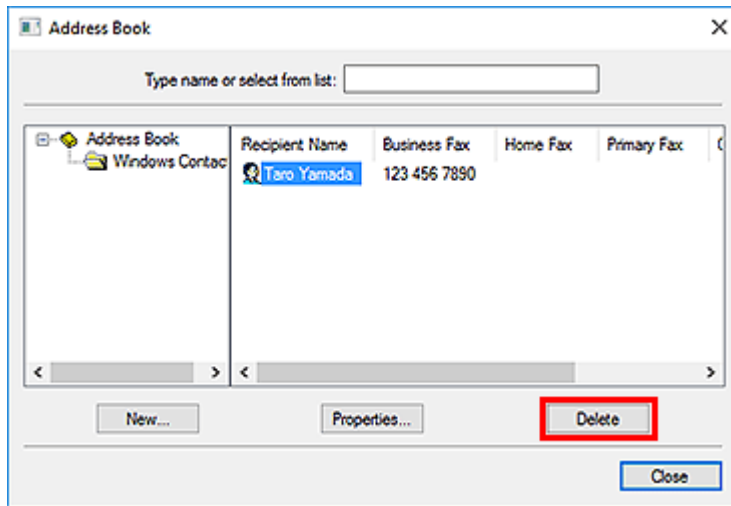 Address Book
Type name or select from list:
Address Book
Windows Contac
Recipient Name Business Fax Home Fax Primary Fax
Taro Yamada 123 456 7890
New... Properties... Delete
Close